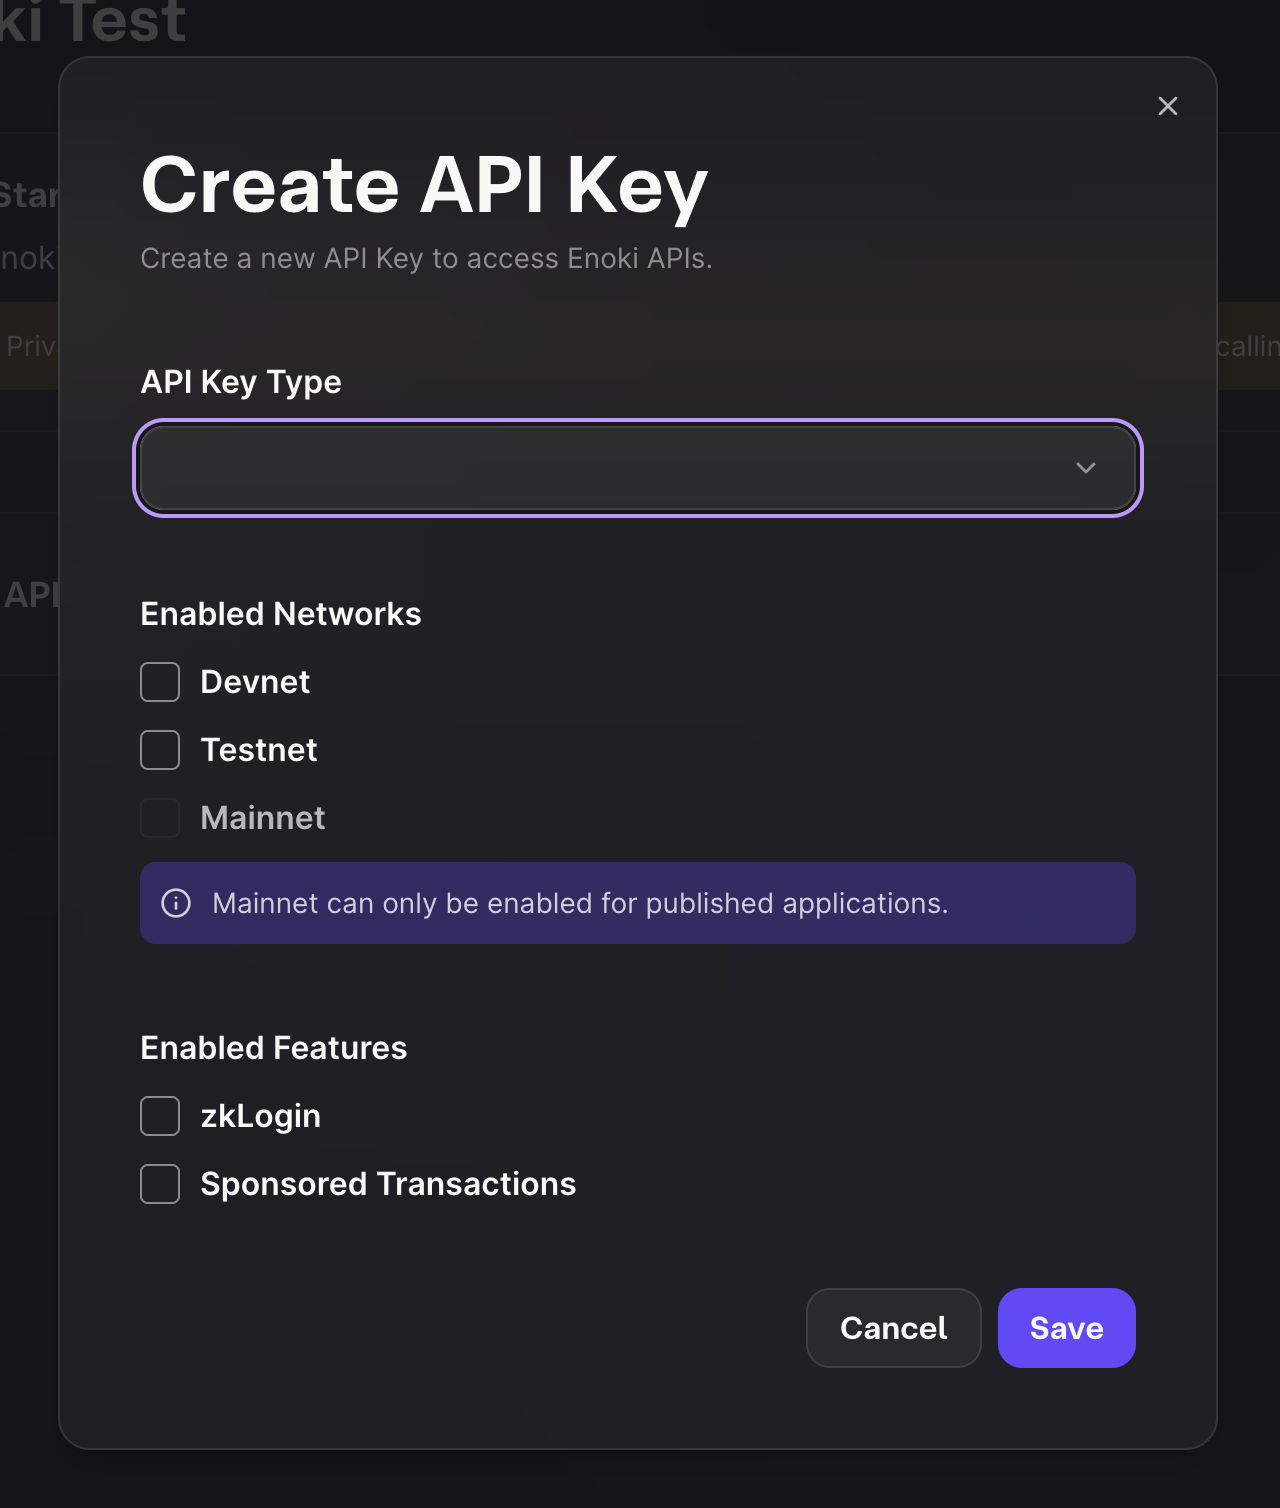 ki Test
Create API Key
Create a new API Key to access Enoki APIs.
API Key Type
Enabled Networks
Devnet
Testnet
Mainnet
Mainnet can only be enabled for published applications.
Enabled Features
zkLogin
Sponsored Transactions
Cancel
Save
Star
nok
Priv
callin
API